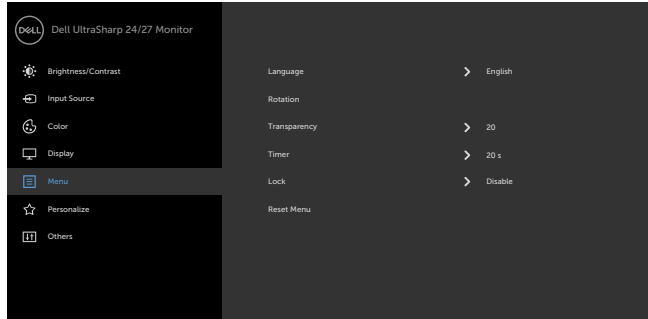 DELL Dell UltraSharp 24/27 Monitor
Brightness/Contrast
Input Source
Color
Display
Menu
Personalize
Others
Language English
Rotation
Transparency 20
Timer 20 s
Lock Disable
Reset Menu